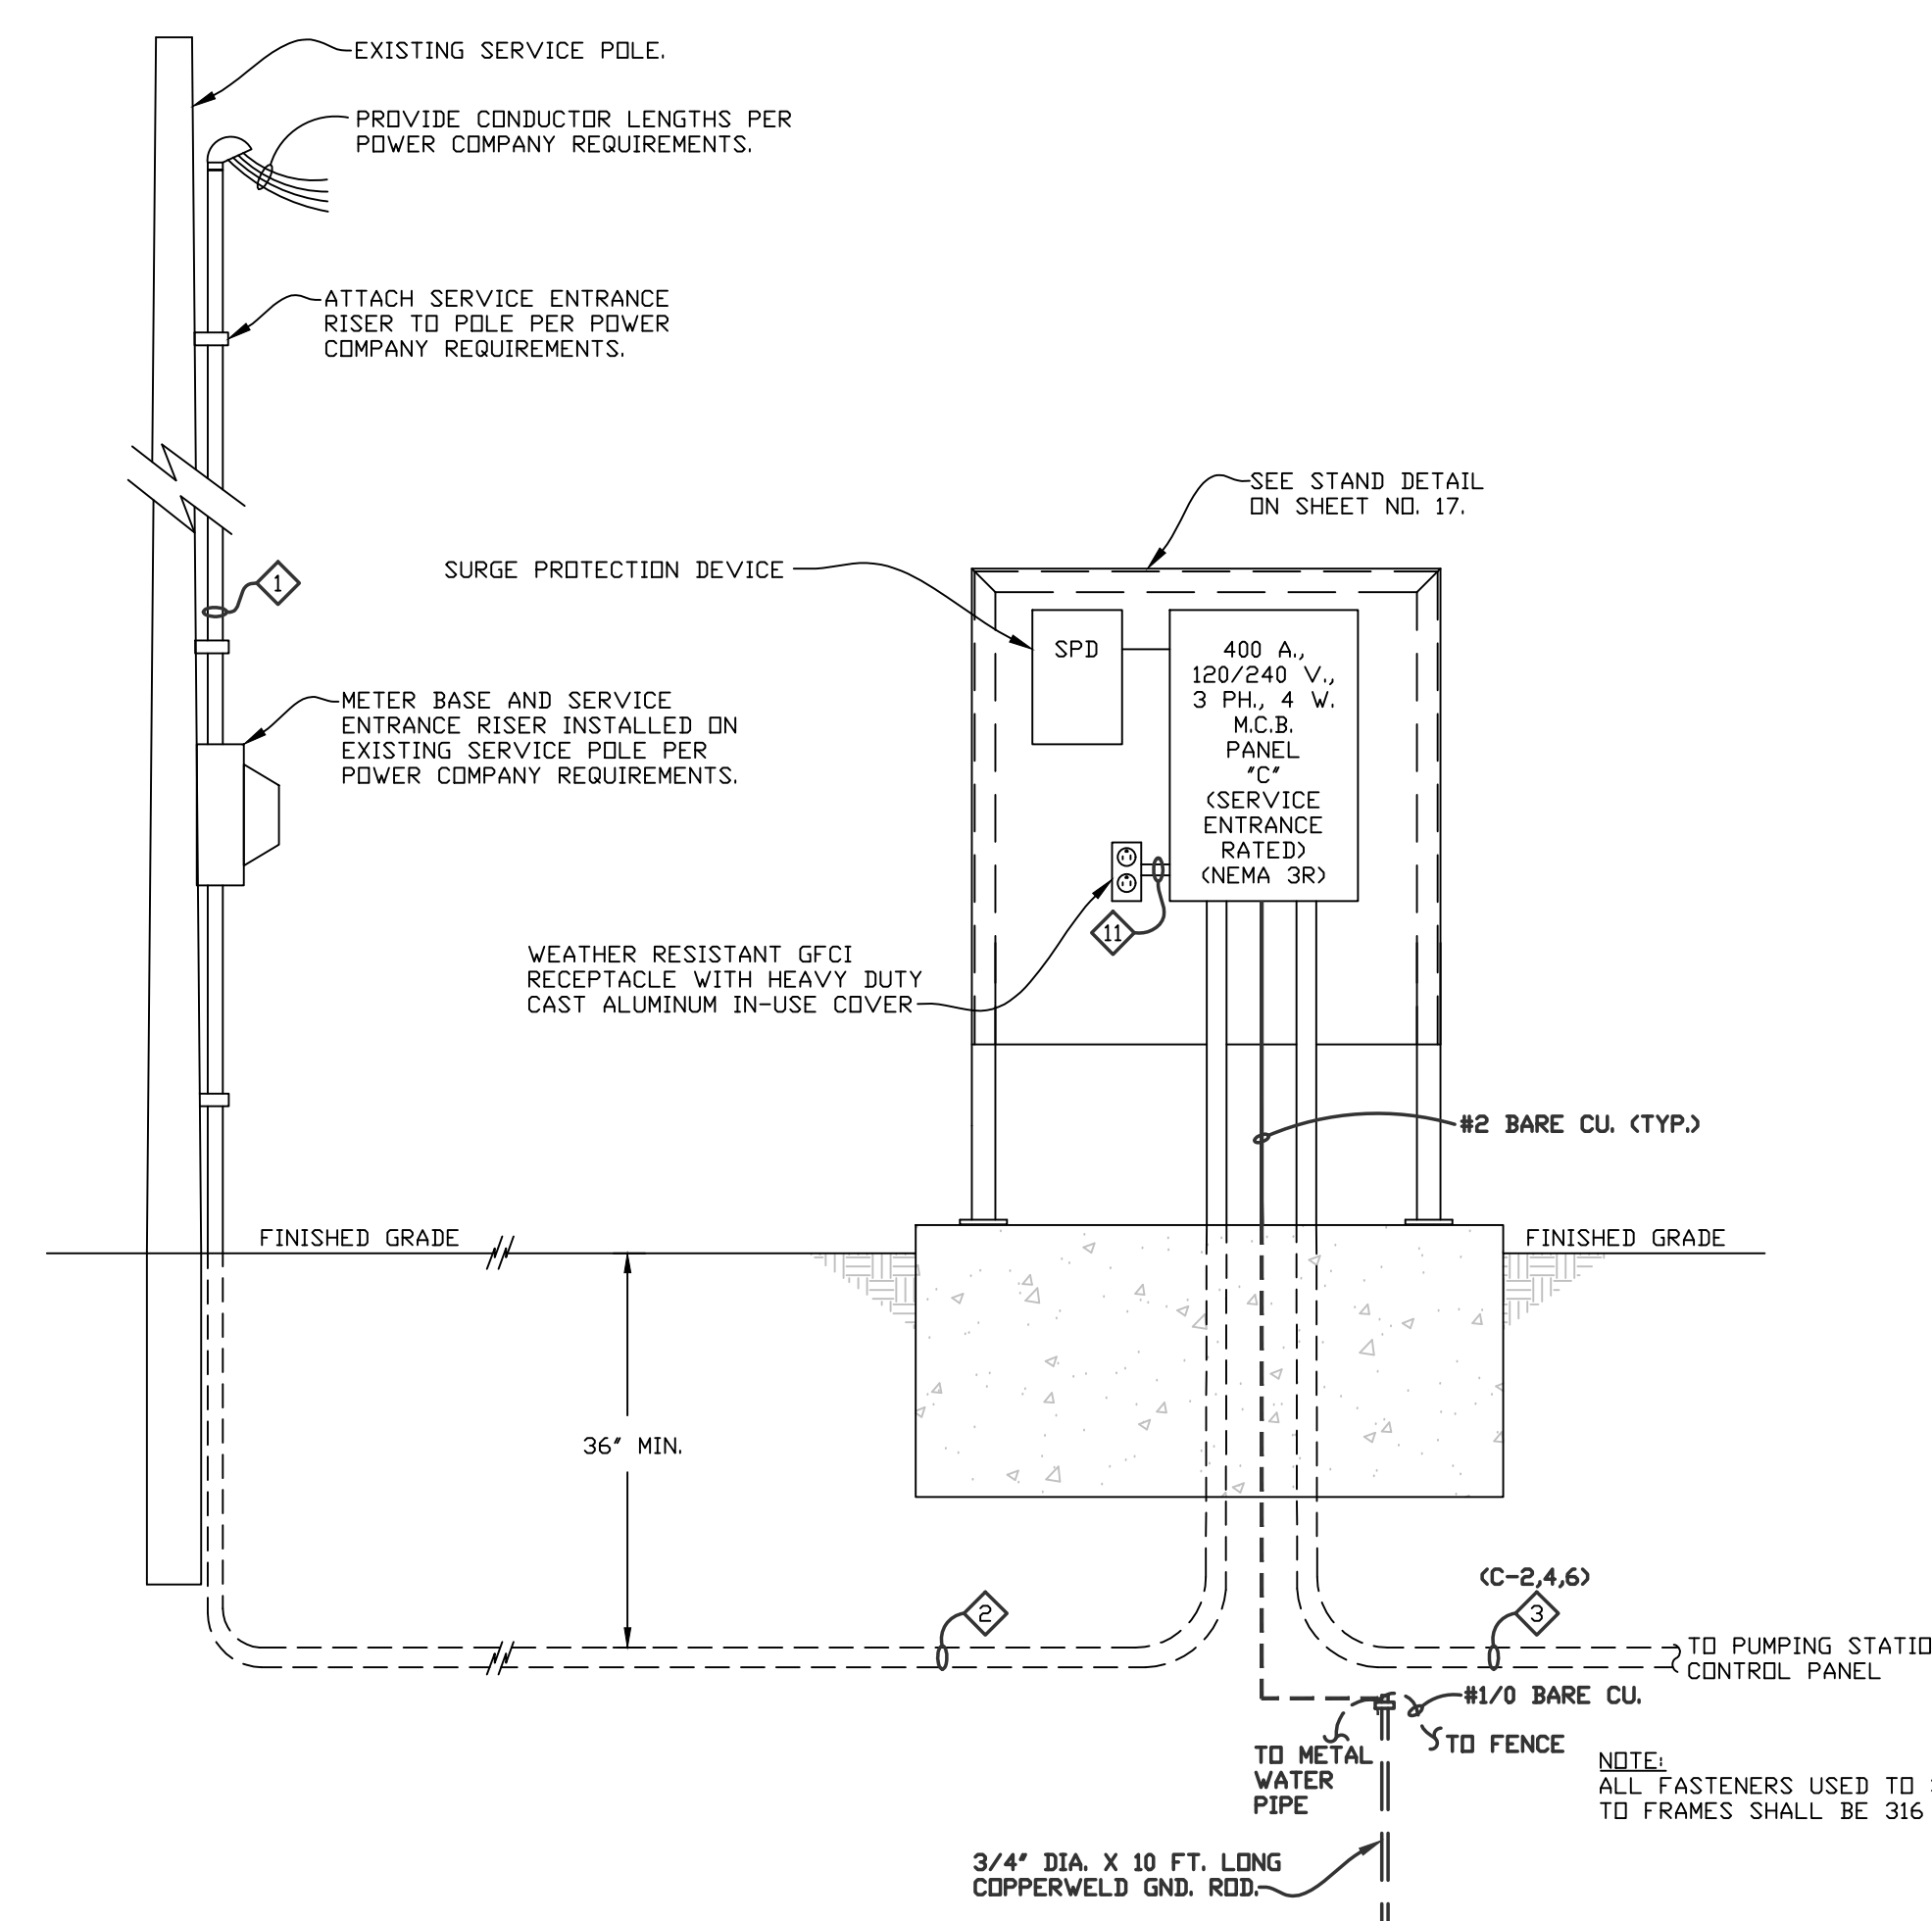 EXISTING SERVICE POLE.
PROVIDE CONDUCTOR LENGTHS PER
POWER COMPANY REQUIREMENTS.
ATTACH SERVICE ENTRANCE
RISER TO POLE PER POWER
COMPANY REQUIREMENTS.
SEE STAND DETAIL
ON SHEET NO. 17.
SURGE PROTECTION DEVICE
1
SPD
400 A.,
120/240 V.,
3 PH., 4 W.
M.C.B.
PANEL
"C"
(SERVICE
ENTRANCE
RATED)
(NEMA 3R)
METER BASE AND SERVICE
ENTRANCE RISER INSTALLED ON
EXISTING SERVICE POLE PER
POWER COMPANY REQUIREMENTS.
11
WEATHER RESISTANT GFCI
RECEPTACLE WITH HEAVY DUTY
CAST ALUMINUM IN-USE COVER
#2 BARE CU. (TYP.)
FINISHED GRADE
FINISHED GRADE
36" MIN.
(C-2,4,6)
2
3
TO PUMPING STATIO
CONTROL PANEL
#1/0 BARE CU.
TO FENCE
TO METAL
WATER
PIPE
NOTE:
ALL FASTENERS USED TO
TO FRAMES SHALL BE 316
3/4" DIA. X 10 FT. LONG
COPPERWELD GND. ROD.